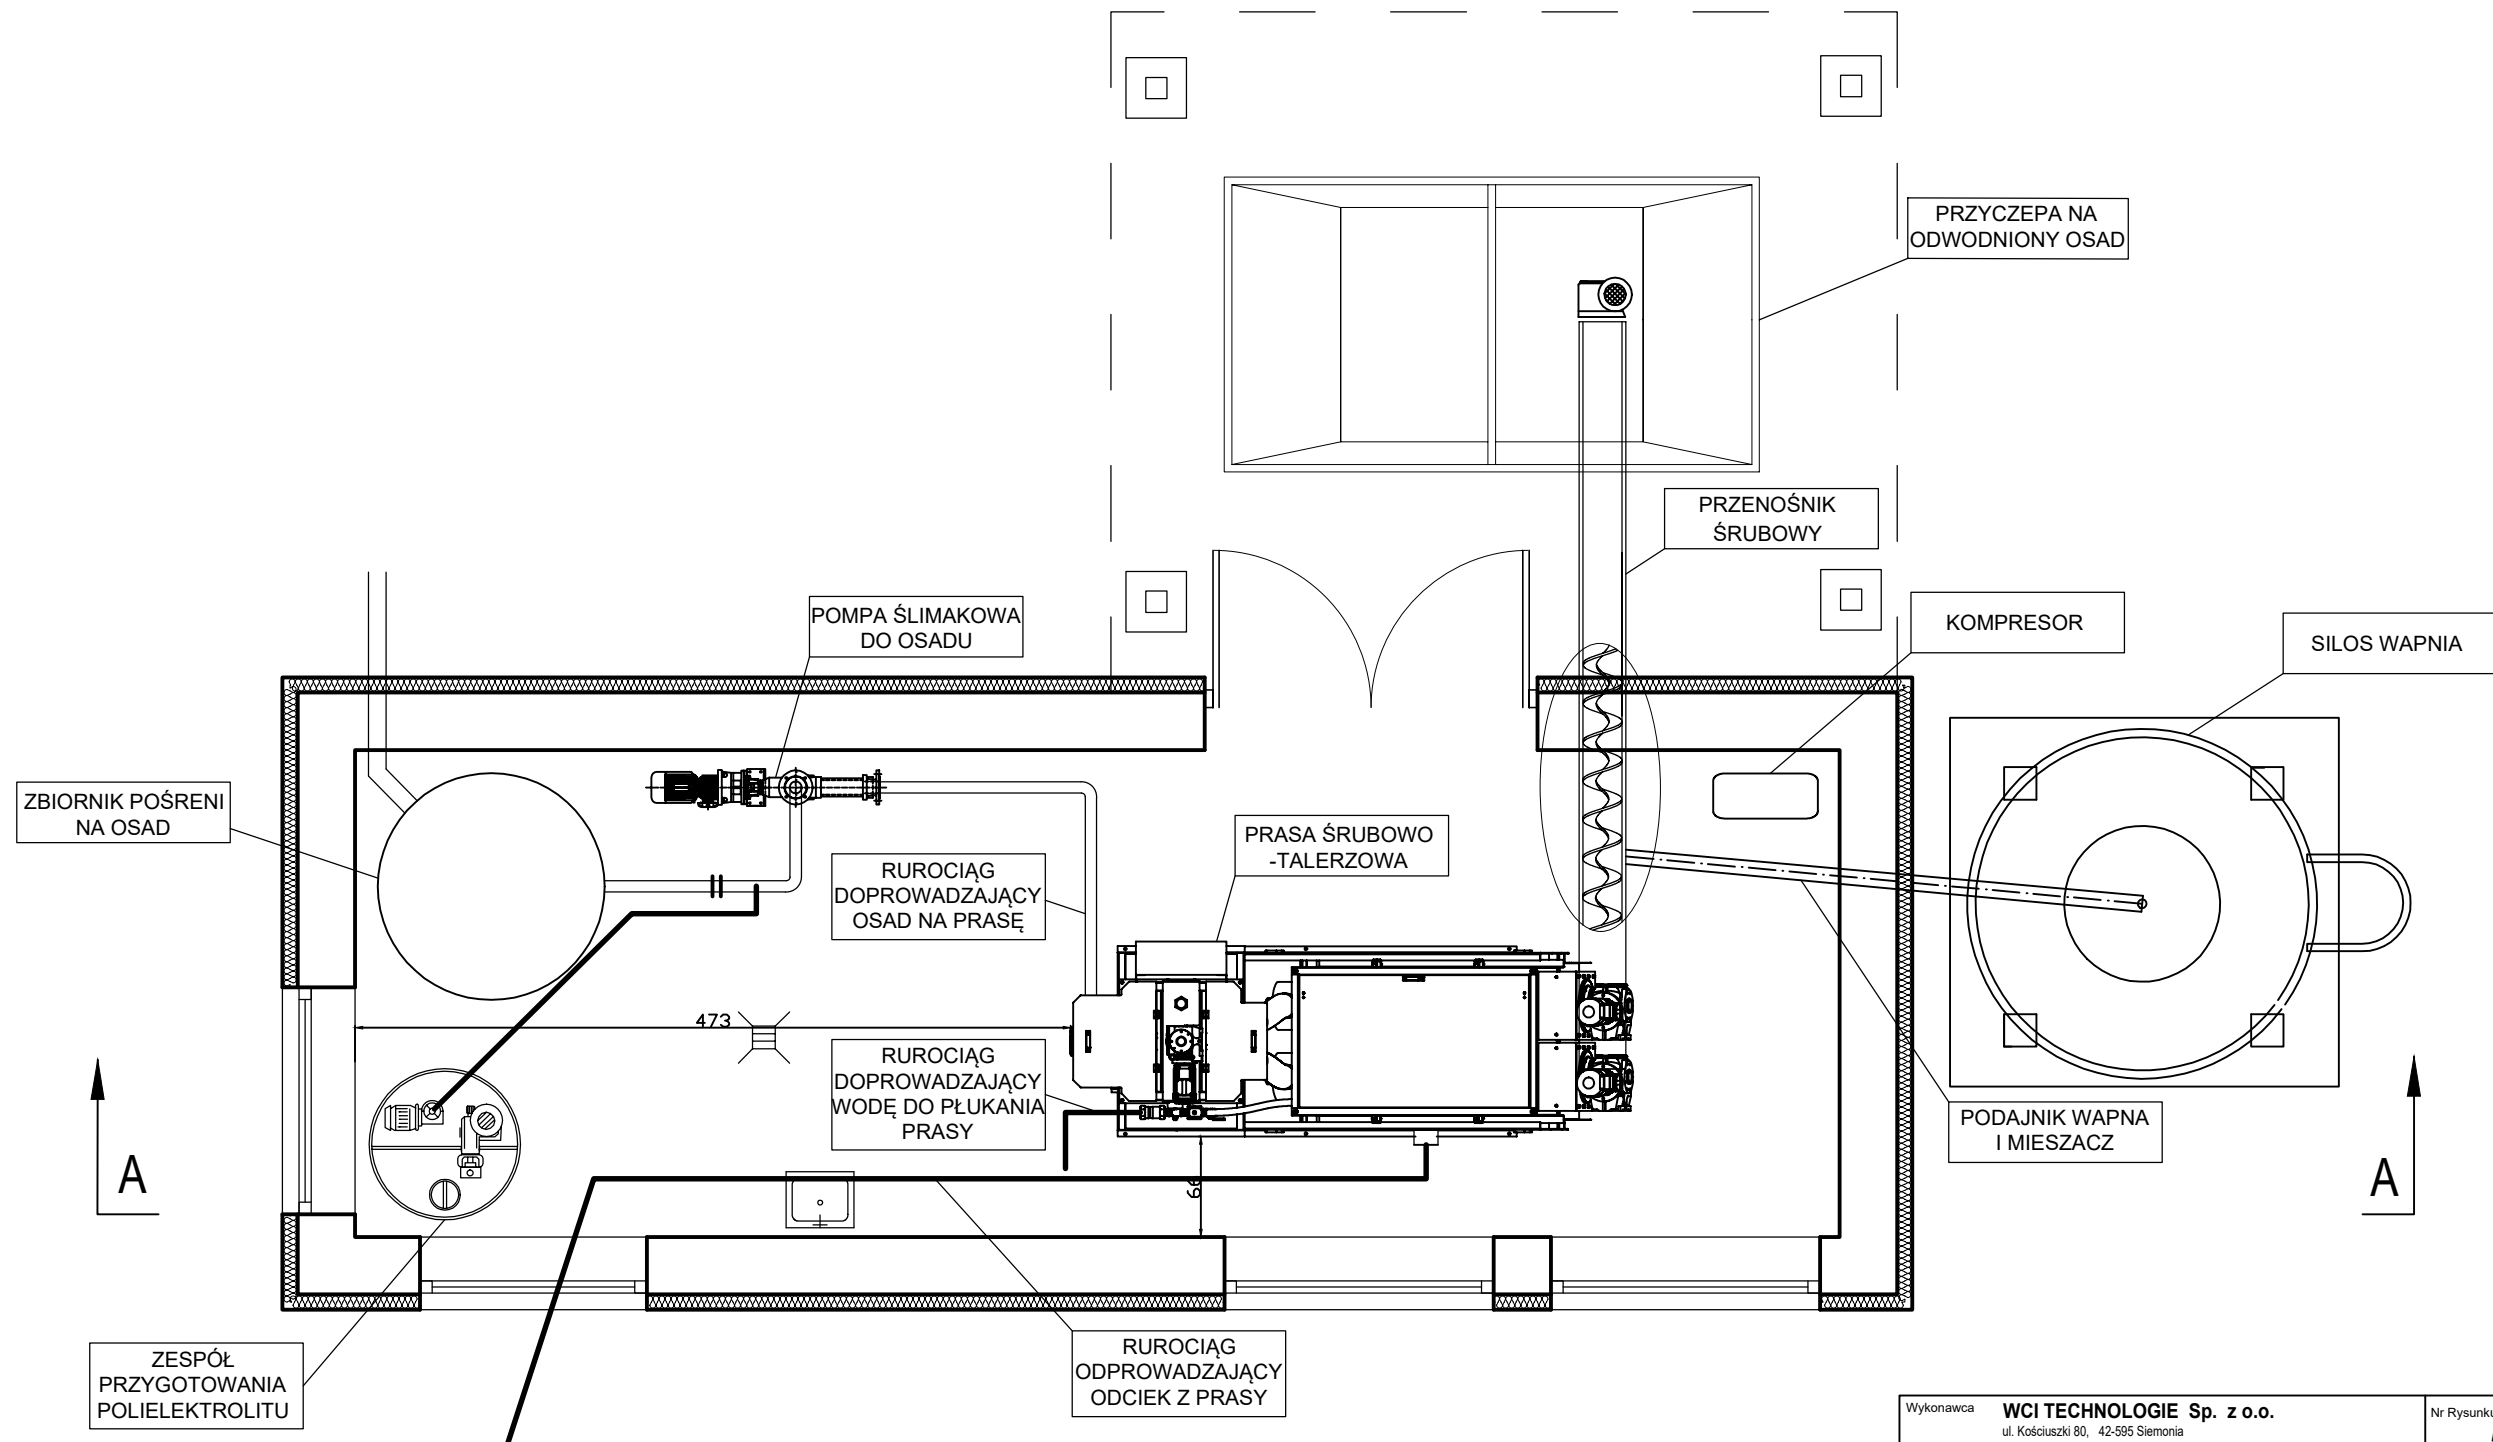 PRZYCZEPA NA
ODWODNIONY OSAD
PRZENOŚNIK
ŚRUBOWY
POMPA ŚLIMAKOWA
DO OSADU
KOMPRESOR
SILOS WAPNIA
ZBIORNIK POŚRENI
NA OSAD
PRASA ŚRUBOWO
-TALERZOWA
RUROCIĄG
DOPROWADZAJĄCY
OSAD NA PRASĘ
473
RUROCIĄG
DOPROWADZAJĄCY
WODĘ DO PŁUKANIA
PRASY
PODAJNIK WAPNA
I MIESZACZ
A
A
ZESPÓŁ
PRZYGOTOWANIA
POLIELEKTROLITU
RUROCIĄG
ODPROWADZAJĄCY
ODCIEK Z PRASY
Wykonawca
WCI TECHNOLOGIE Sp. z o.o.
ul. Kościuszki 80, 42-595 Siemonia
Nr Rysunku